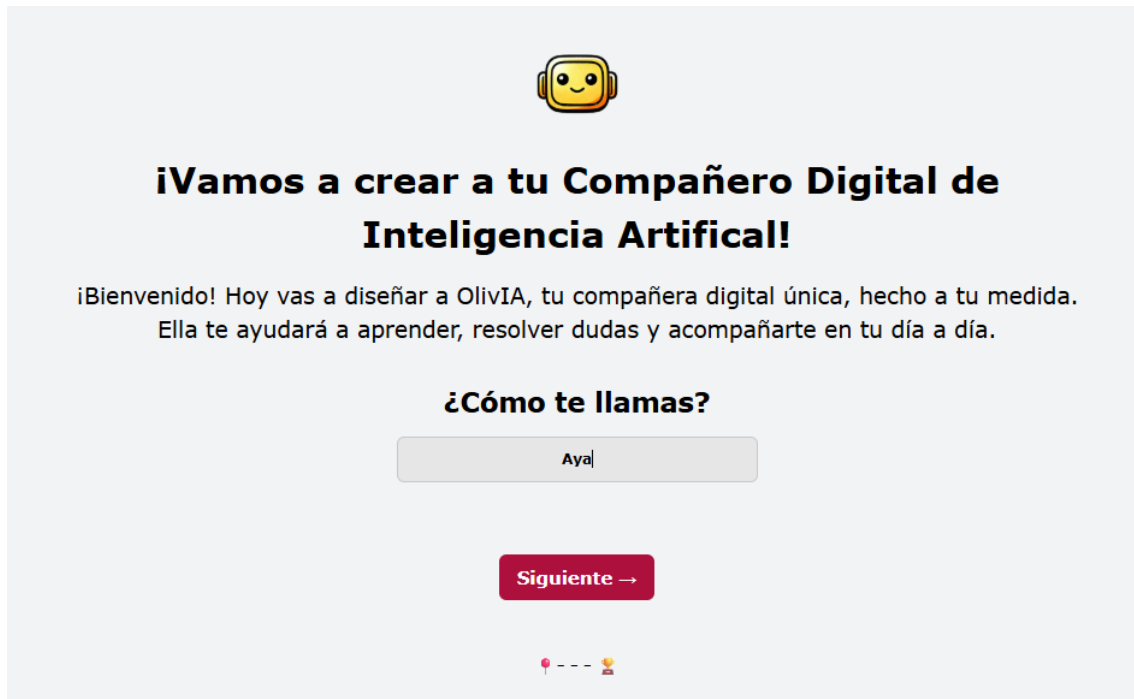 ¡Vamos a crear a tu Compañero Digital de
Inteligencia Artifical!
¡Bienvenido! Hoy vas a diseñar a OlivIA, tu compañera digital única, hecho a tu medida.
Ella te ayudará a aprender, resolver dudas y acompañarte en tu día a día.
¿Cómo te llamas?
Aya
Siguiente →
📍--- 🏆